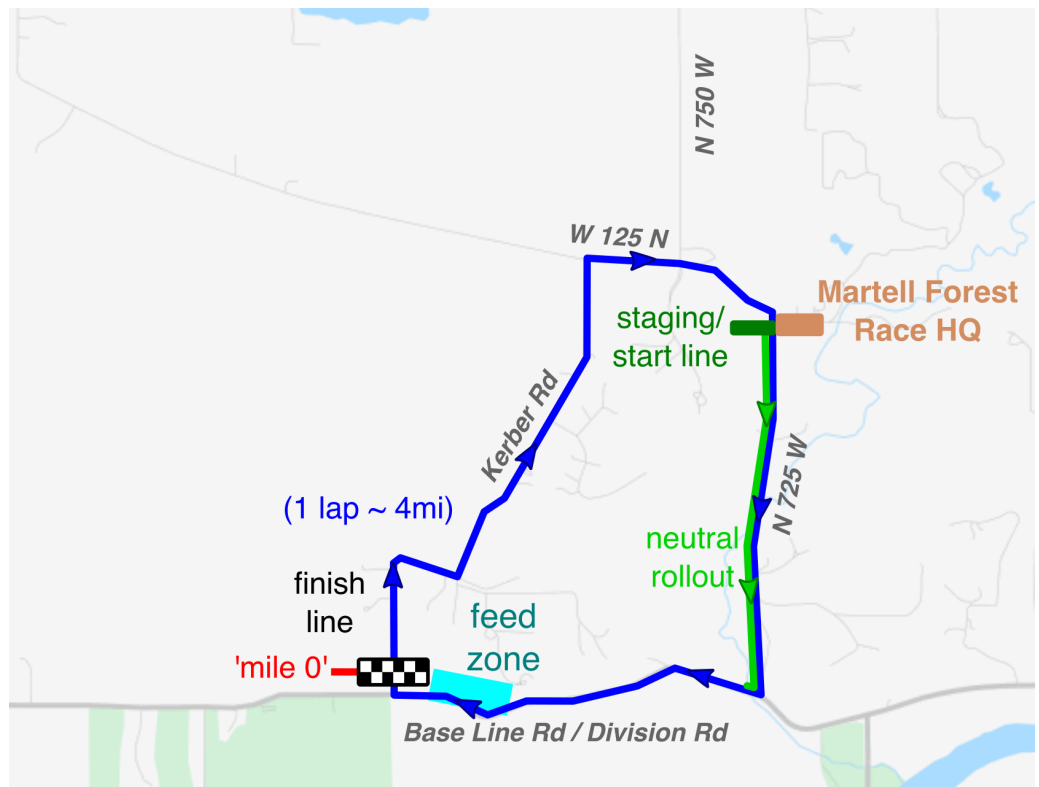 N 750 W
W 125 N
Martell Forest
Race HQ
staging/
start line
Kerber Rd
N 725 W
(1 lap ~ 4mi)
neutral
rollout
finish
line
feed
zone
'mile 0'
Base Line Rd / Division Rd